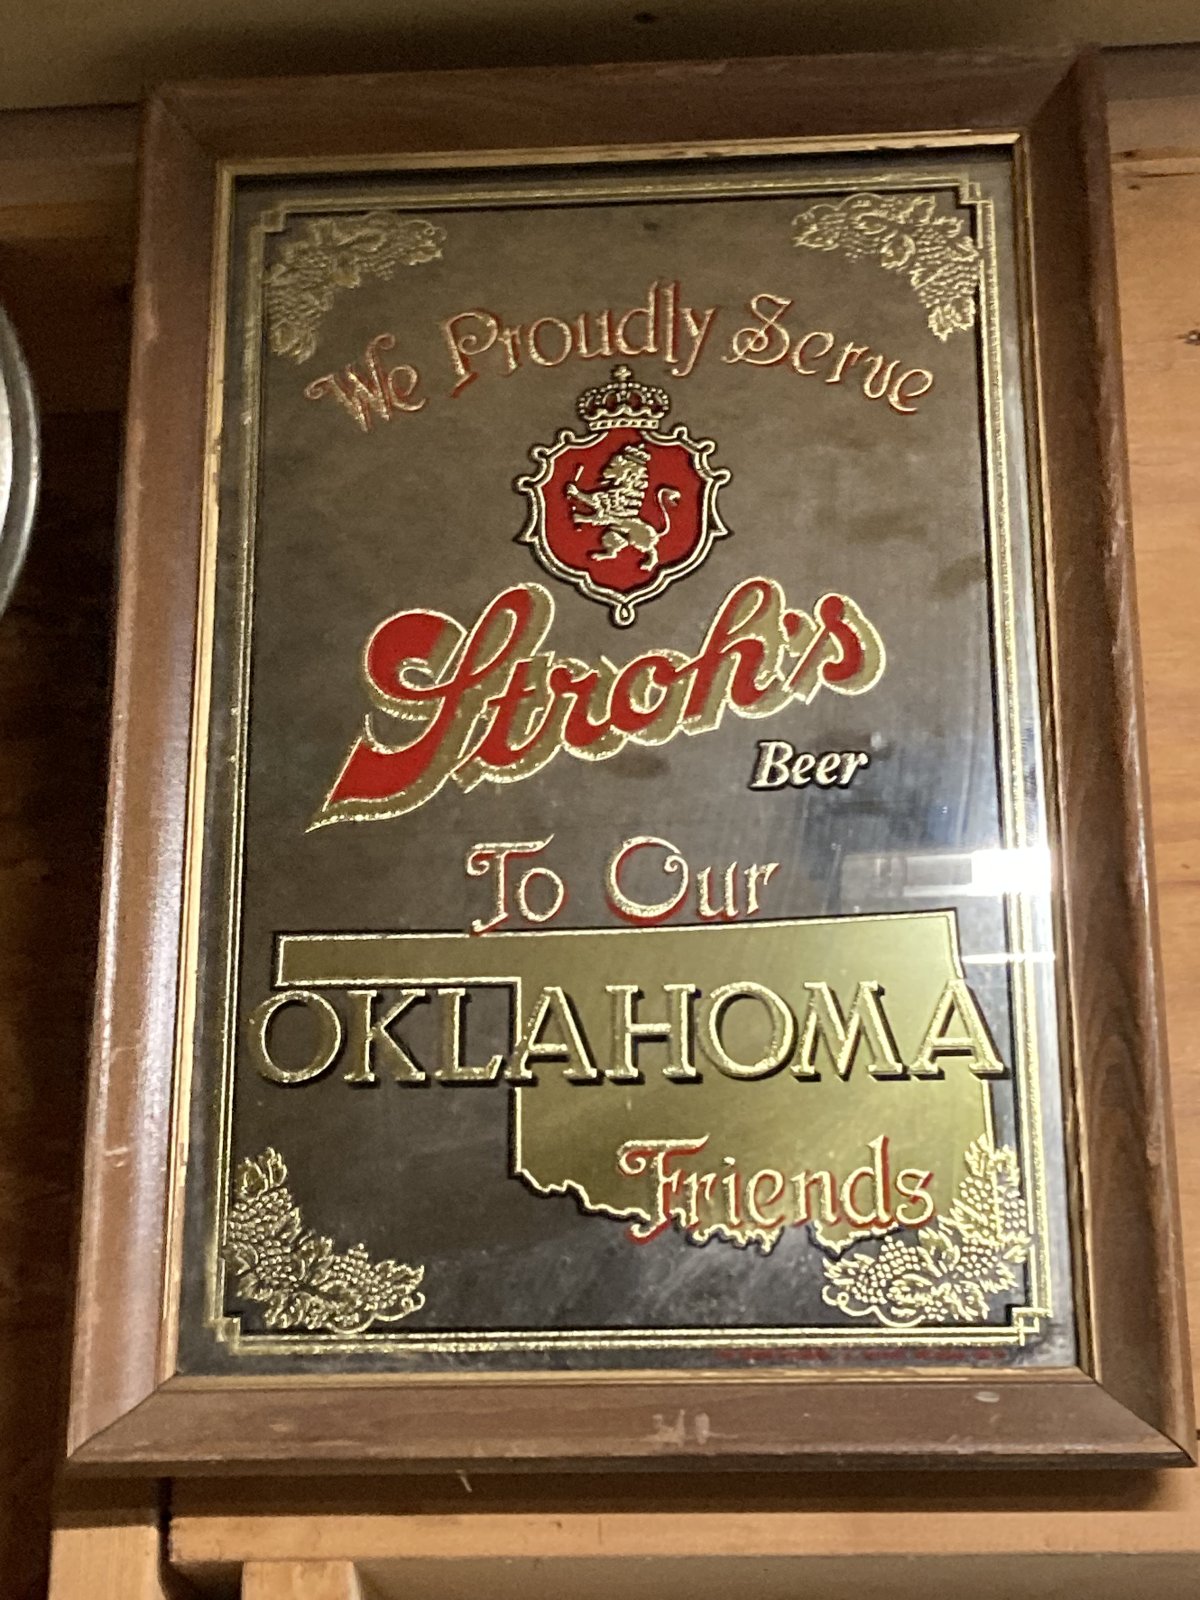 We Proudly Serve
Stroh's
Beer
To Our
OKLAHOMA
Friends